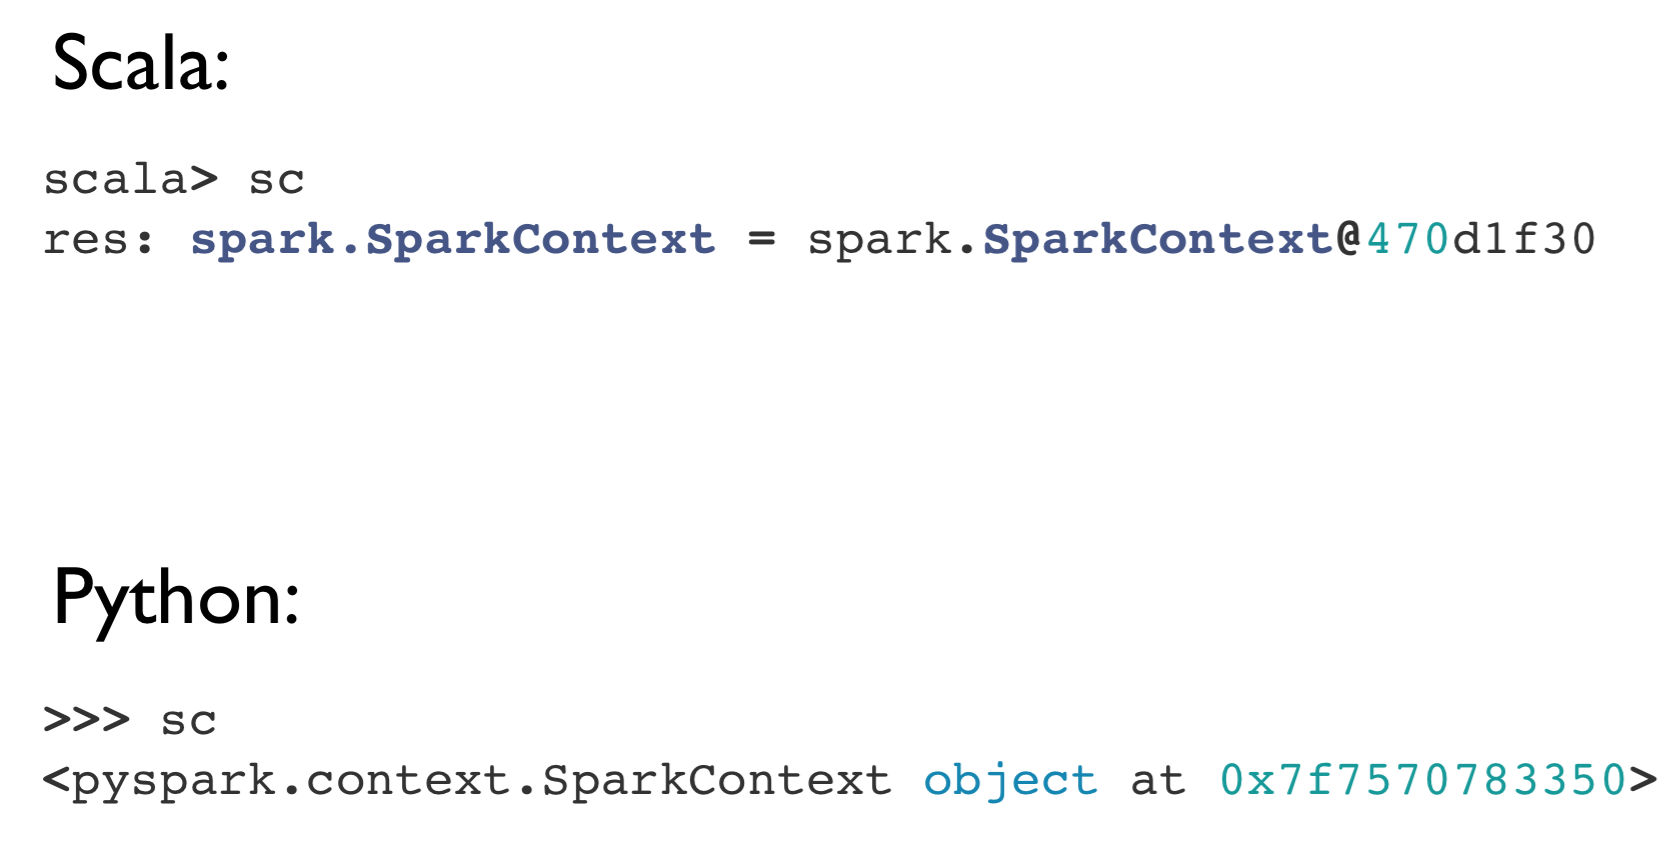 Scala:
scala> sc
res: spark.SparkContext = spark.SparkContext@470d1f30
Python:
>>> sc
<pyspark.context.SparkContext object at 0x7f7570783350>